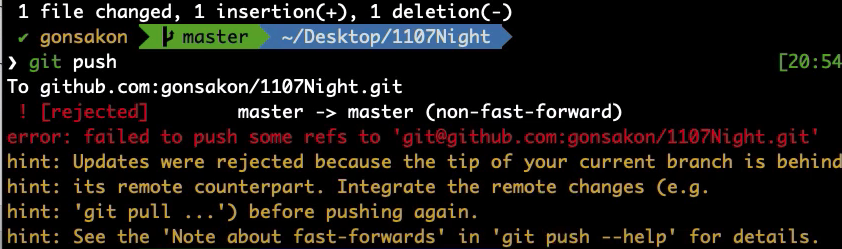 1 file changed, 1 insertion(+), 1 deletion(-)
✔ gonsakon master ~/Desktop/1107Night
❯ git push [20:54
To github.com:gonsakon/1107Night.git
! [rejected] master -> master (non-fast-forward)
error: failed to push some refs to 'git@github.com:gonsakon/1107Night.git'
hint: Updates were rejected because the tip of your current branch is behind
hint: its remote counterpart. Integrate the remote changes (e.g.
hint: 'git pull ...') before pushing again.
hint: See the 'Note about fast-forwards' in 'git push --help' for details.